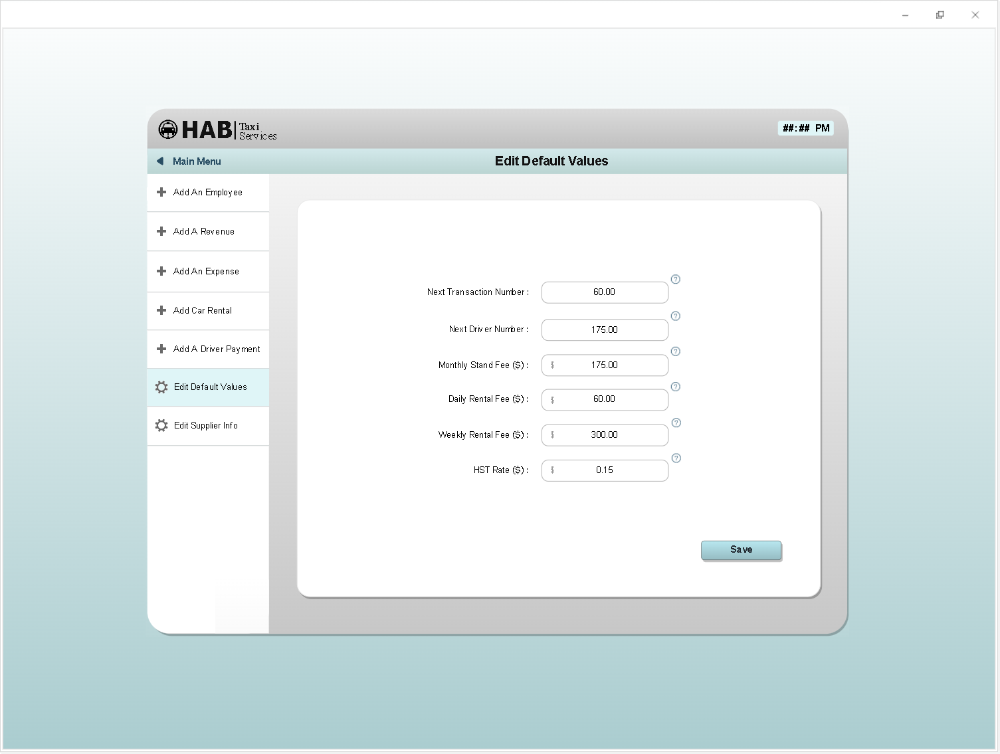 HAB Taxi
Services
##:## PM
Main Menu
Edit Default Values
Add An Employee
Add A Revenue
Add An Expense
Add Car Rental
Add A Driver Payment
Edit Default Values
Edit Supplier Info
Next Transaction Number : 60.00 ?
Next Driver Number : 175.00 ?
Monthly Stand Fee ($) : $ 175.00 ?
Daily Rental Fee ($) : $ 60.00 ?
Weekly Rental Fee ($) : $ 300.00 ?
HST Rate ($) : $ 0.15 ?
Save